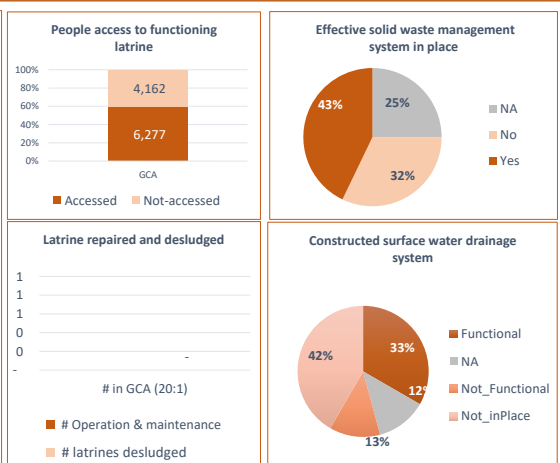 People access to functioning
latrine
100%
80%
60%
40%
20%
0%
4,162
6,277
GCA
Accessed
Not-accessed
Effective solid waste management
system in place
43%
25%
32%
NA
No
Yes
Latrine repaired and desludged
1
1
1
0
0
-
-
# in GCA (20:1)
# Operation & maintenance
# latrines desludged
Constructed surface water drainage
system
42%
33%
12%
13%
Functional
NA
Not_Functional
Not_inPlace